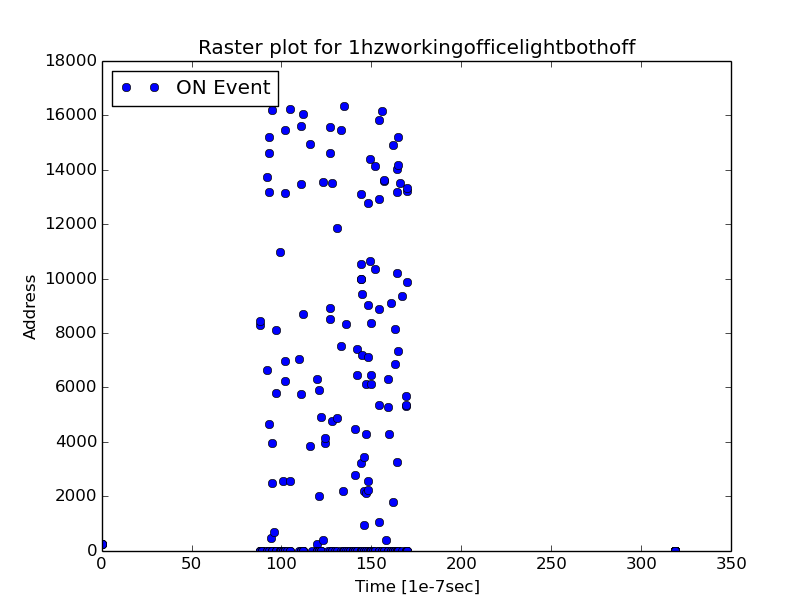 Raster plot for 1hzworkingofficelightbothoff
18000
ON Event
16000
14000
12000
10000
Address
8000
6000
4000
2000
0
0 50 100 150 200 250 300 350
Time [1e-7sec]